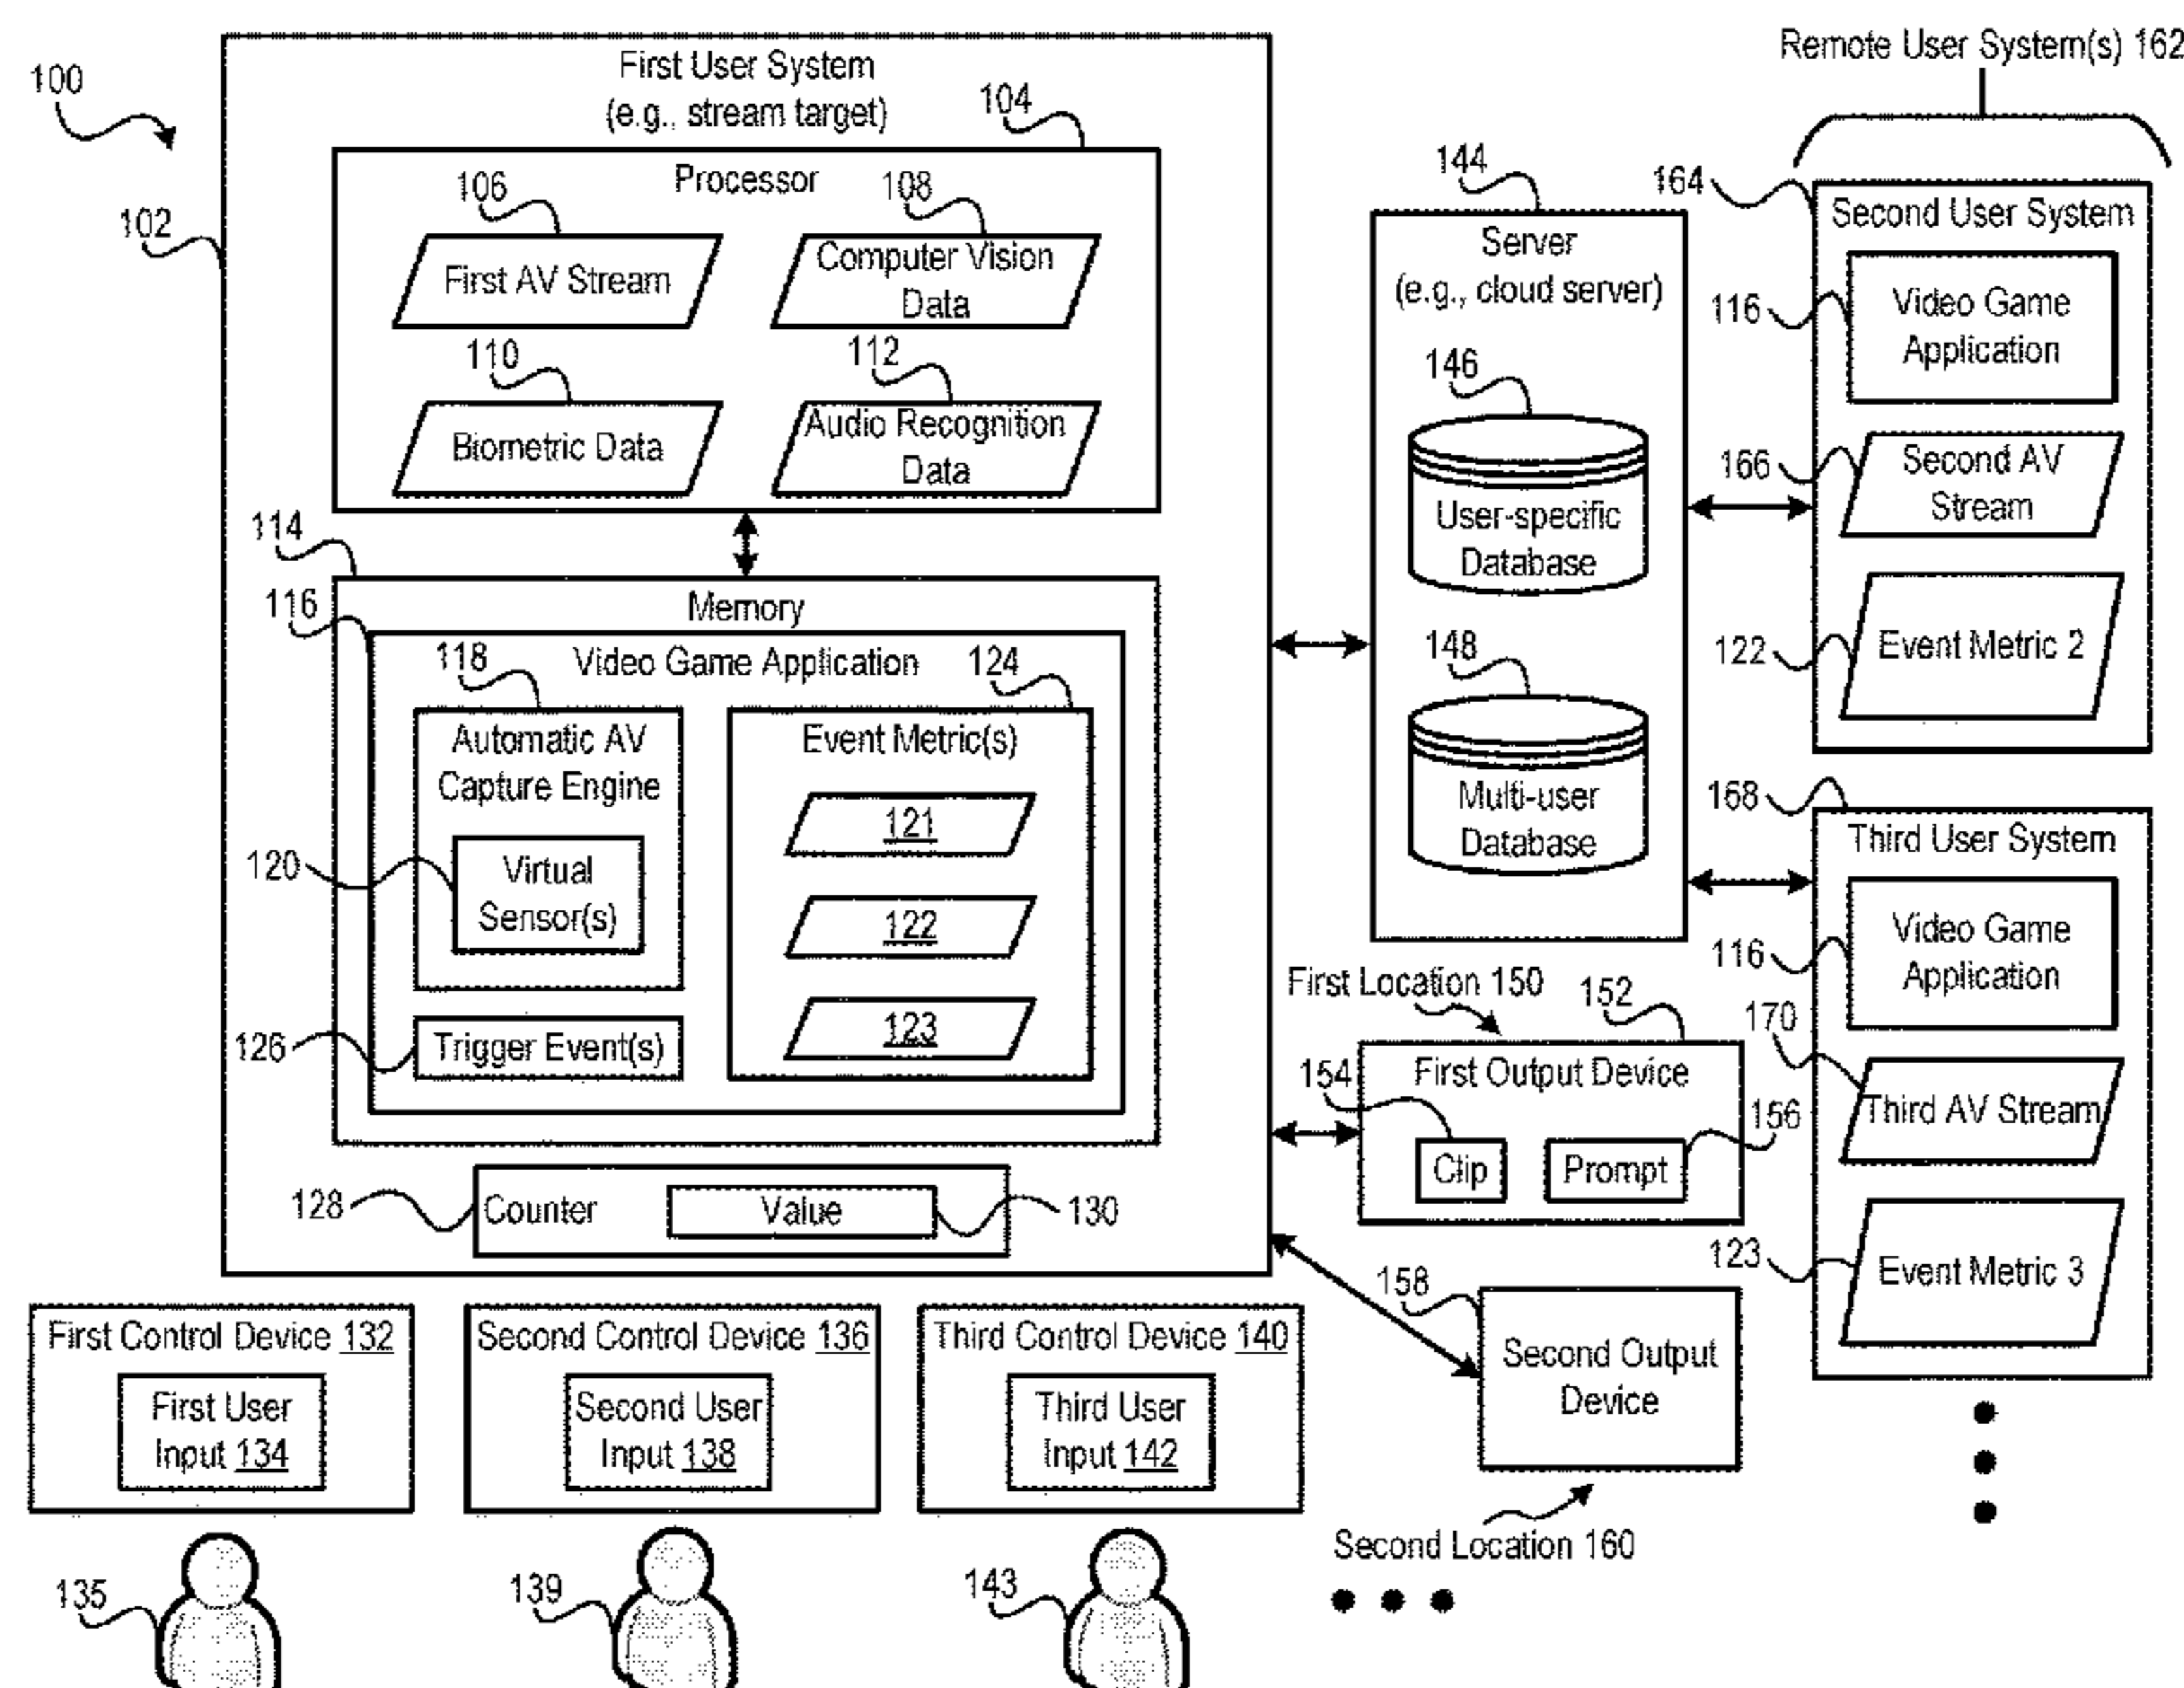 100
102
First User System
(e.g., stream target)
104
Processor
106
First AV Stream
108
Computer Vision
Data
110
Biometric Data
112
Audio Recognition
Data
114
Memory
116
Video Game Application
118
Automatic AV
Capture Engine
120
Virtual
Sensor(s)
124
Event Metric(s)
121
122
123
126
Trigger Event(s)
128
Counter
Value
130
First Control Device 132
First User
Input 134
135
Second Control Device 136
Second User
Input 138
139
Third Control Device 140
Third User
Input 142
143
144
Server
(e.g., cloud server)
146
User-specific
Database
148
Multi-user
Database
First Location 150
152
First Output Device
154
Clip
Prompt
156
158
Second Output
Device
Second Location 160
Remote User System(s) 162
164
Second User System
116
Video Game
Application
166
Second AV
Stream
122
Event Metric 2
168
Third User System
116
Video Game
Application
170
Third AV Stream
123
Event Metric 3